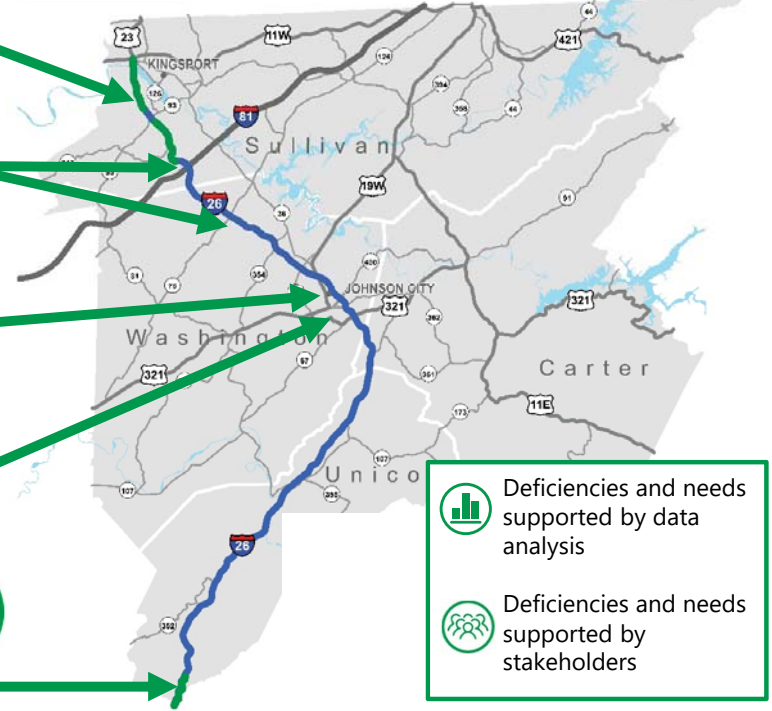 44
23
11W
421
KINGSPORT
126
126
394
93
44
81
Sullivan
19W
26
36
91
81
75
354
400
JOHNSON CITY
321
321
362
Washington
67
361
321
Carter
11E
173
107
107
Unico
395
26
352
Deficiencies and needs
supported by data
analysis
Deficiencies and needs
supported by
stakeholders